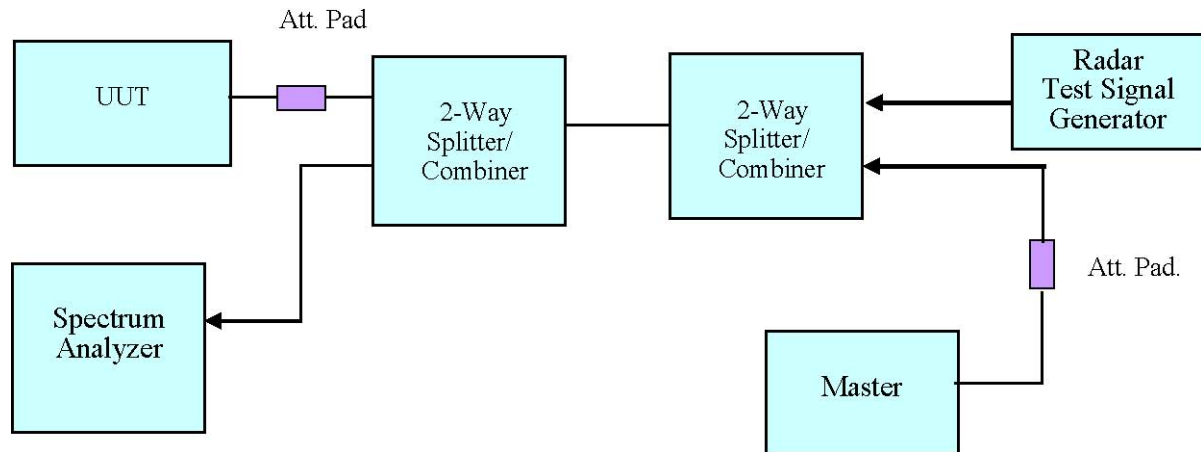 Att. Pad
UUT
2-Way
Splitter/
Combiner
2-Way
Splitter/
Combiner
Radar
Test Signal
Generator
Att. Pad.
Spectrum
Analyzer
Master